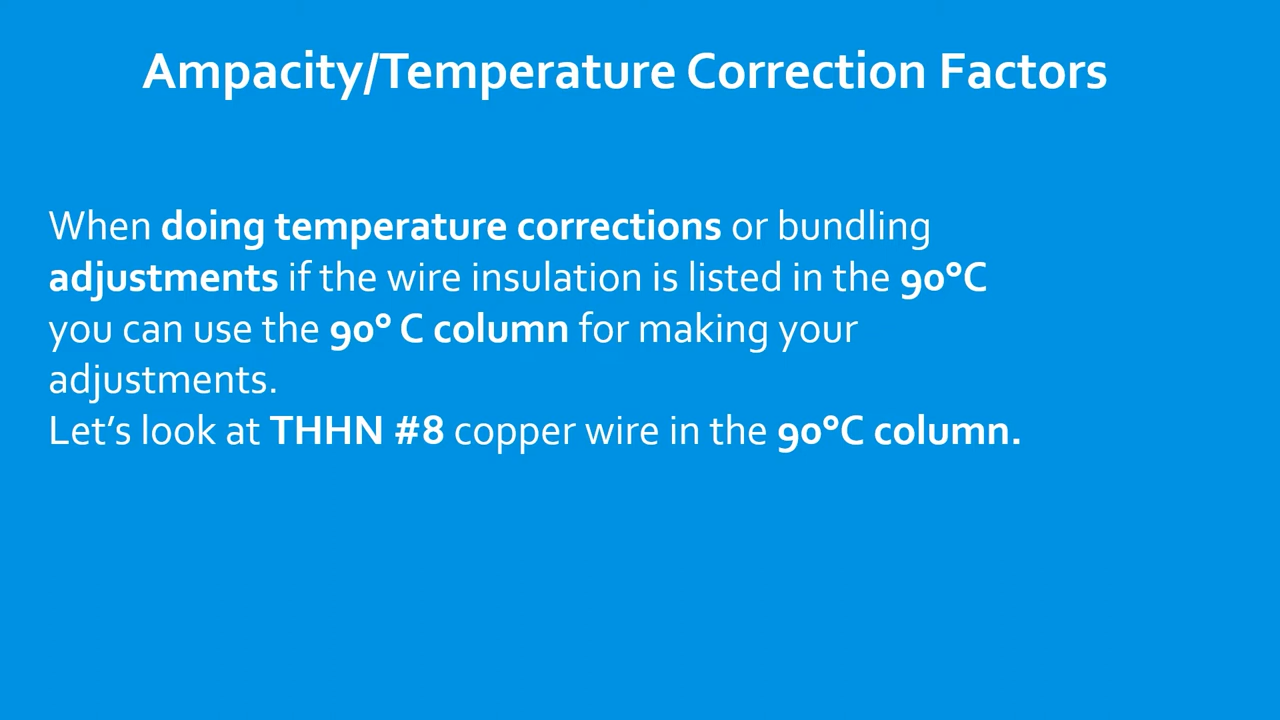 Ampacity/Temperature Correction Factors
When doing temperature corrections or bundling
adjustments if the wire insulation is listed in the 90°C
you can use the 90° C column for making your
adjustments.
Let’s look at THHN #8 copper wire in the 90°C column.